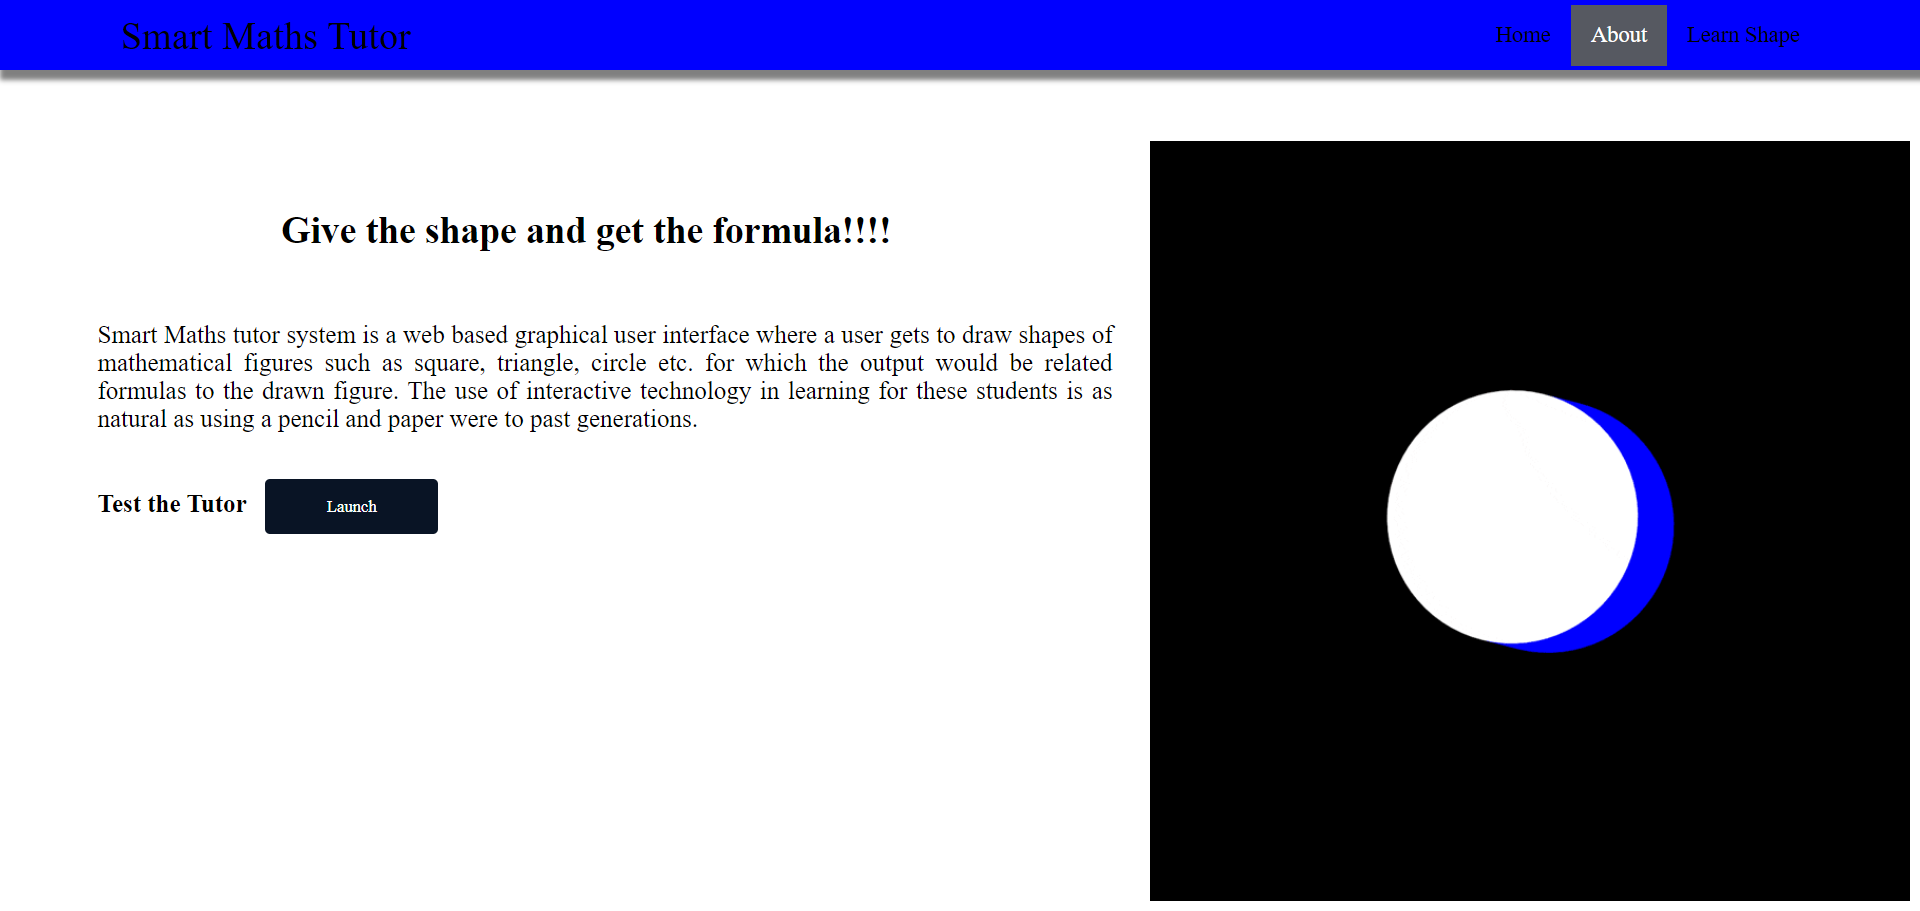 Smart Maths Tutor
Home
About
Learn Shape
Give the shape and get the formula!!!!
Smart Maths tutor system is a web based graphical user interface where a user gets to draw shapes of
mathematical figures such as square, triangle, circle etc. for which the output would be related
formulas to the drawn figure. The use of interactive technology in learning for these students is as
natural as using a pencil and paper were to past generations.
Test the Tutor
Launch